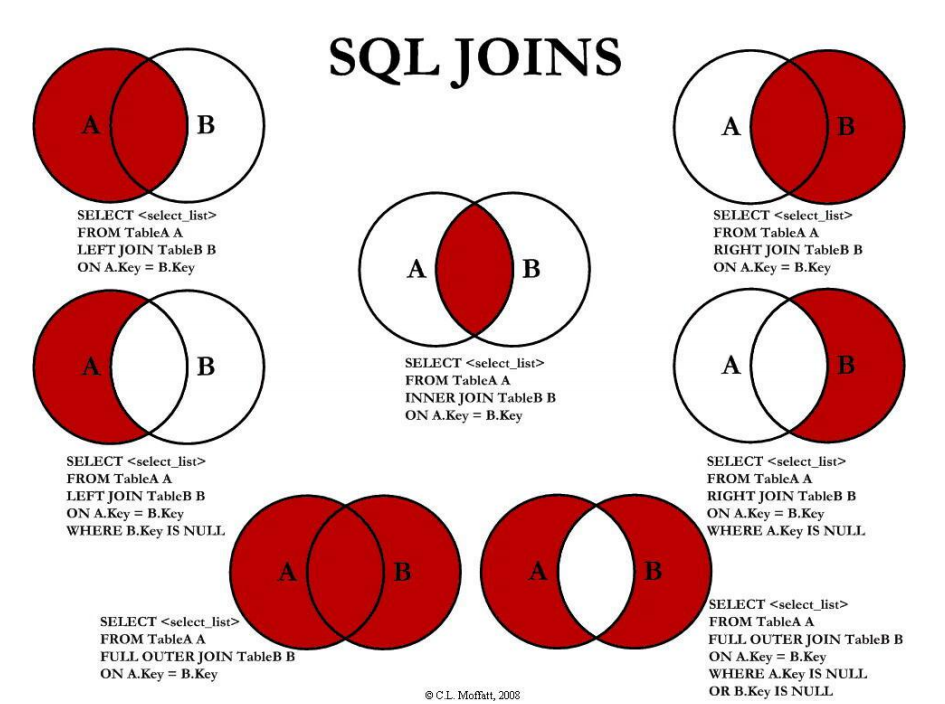 SQL JOINS
A B
SELECT <select_list>
FROM TableA A
LEFT JOIN TableB B
ON A.Key = B.Key
A B
SELECT <select_list>
FROM TableA A
RIGHT JOIN TableB B
ON A.Key = B.Key
A B
SELECT <select_list>
FROM TableA A
INNER JOIN TableB B
ON A.Key = B.Key
A B
SELECT <select_list>
FROM TableA A
LEFT JOIN TableB B
ON A.Key = B.Key
WHERE B.Key IS NULL
A B
SELECT <select_list>
FROM TableA A
RIGHT JOIN TableB B
ON A.Key = B.Key
WHERE A.Key IS NULL
A B
SELECT <select_list>
FROM TableA A
FULL OUTER JOIN TableB B
ON A.Key = B.Key
A B
SELECT <select_list>
FROM TableA A
FULL OUTER JOIN TableB B
ON A.Key = B.Key
WHERE A.Key IS NULL
OR B.Key IS NULL
© C.L. Moffatt, 2008